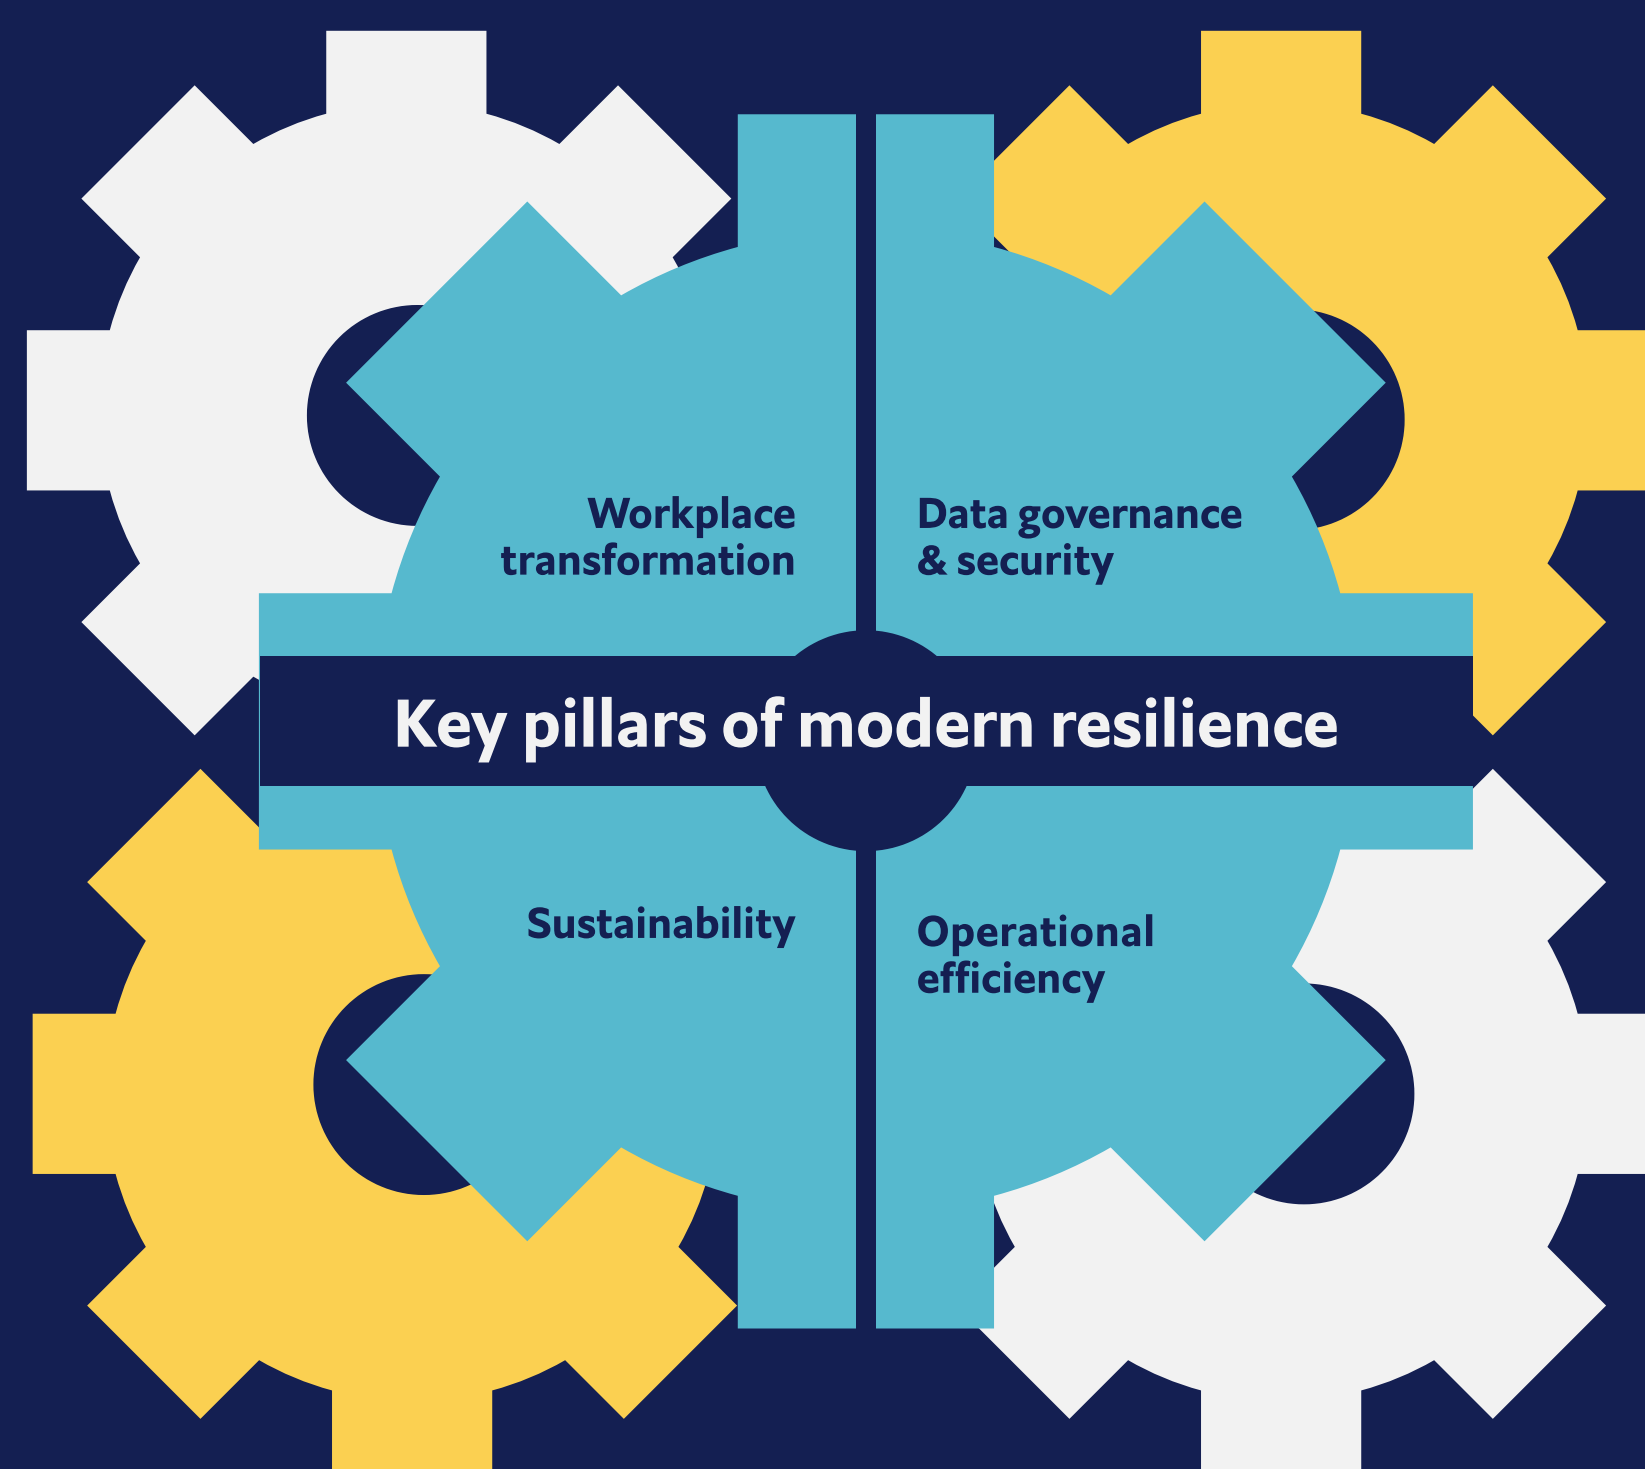 Workplace
transformation
Data governance
& security
Key pillars of modern resilience
Sustainability
Operational
efficiency